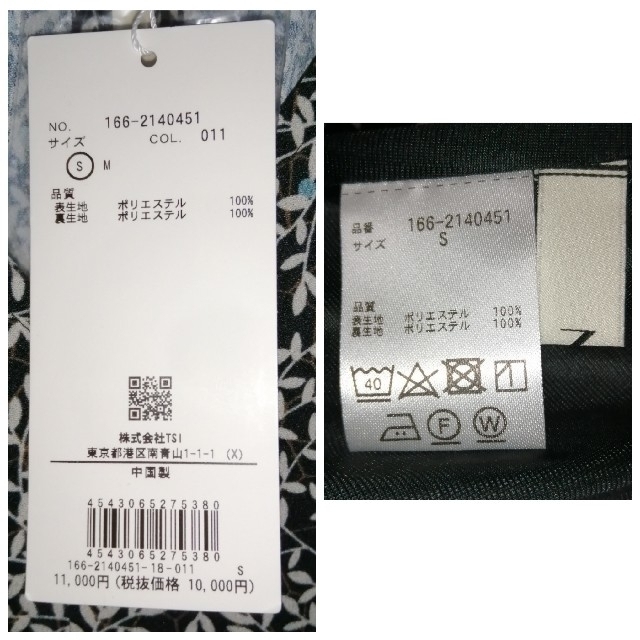 NO. 166-2140451
サイズ COL. 011
S M
品質
表生地 ポリエステル 100%
裏生地 ポリエステル 100%
株式会社TSI
東京都港区南青山1-1-1 (X)
中国製
4543065275380
4543065275380
166-2140451-18-011 S
11,000円(税抜価格 10,000円)
品番 166-2140451
サイズ S
品質
表生地 ポリエステル 100%
裏生地 ポリエステル 100%
40
F W